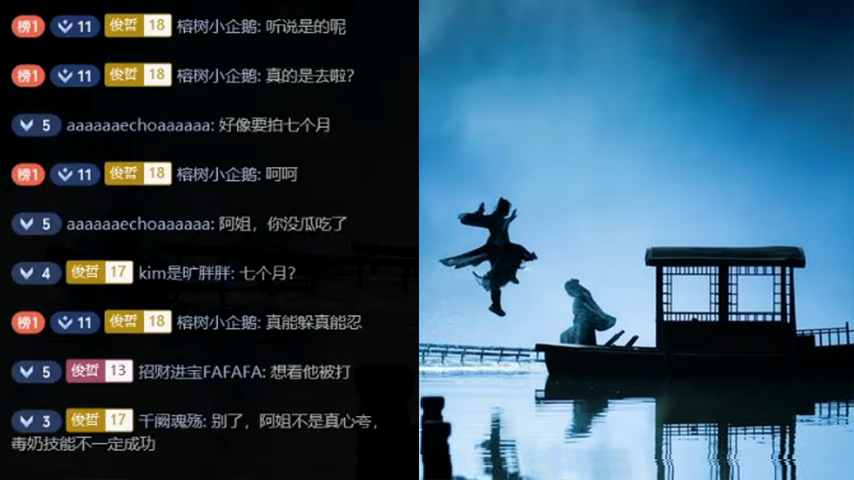 榜1 11 俊哲 18 榕树小企鹅: 听说是的呢
榜1 11 俊哲 18 榕树小企鹅: 真的是去啦?
5 aaaaaaechoaaaaaa: 好像要拍七个月
榜1 11 俊哲 18 榕树小企鹅: 呵呵
5 aaaaaaechoaaaaaa: 阿姐，你没瓜吃了
4 俊哲 17 kim是旷胖胖: 七个月?
榜1 11 俊哲 18 榕树小企鹅: 真能躲真能忍
5 俊哲 13 招财进宝FAFAFA: 想看他被打
3 俊哲 17 千阙魂殇: 别了，阿姐不是真心夸，
毒奶技能不一定成功